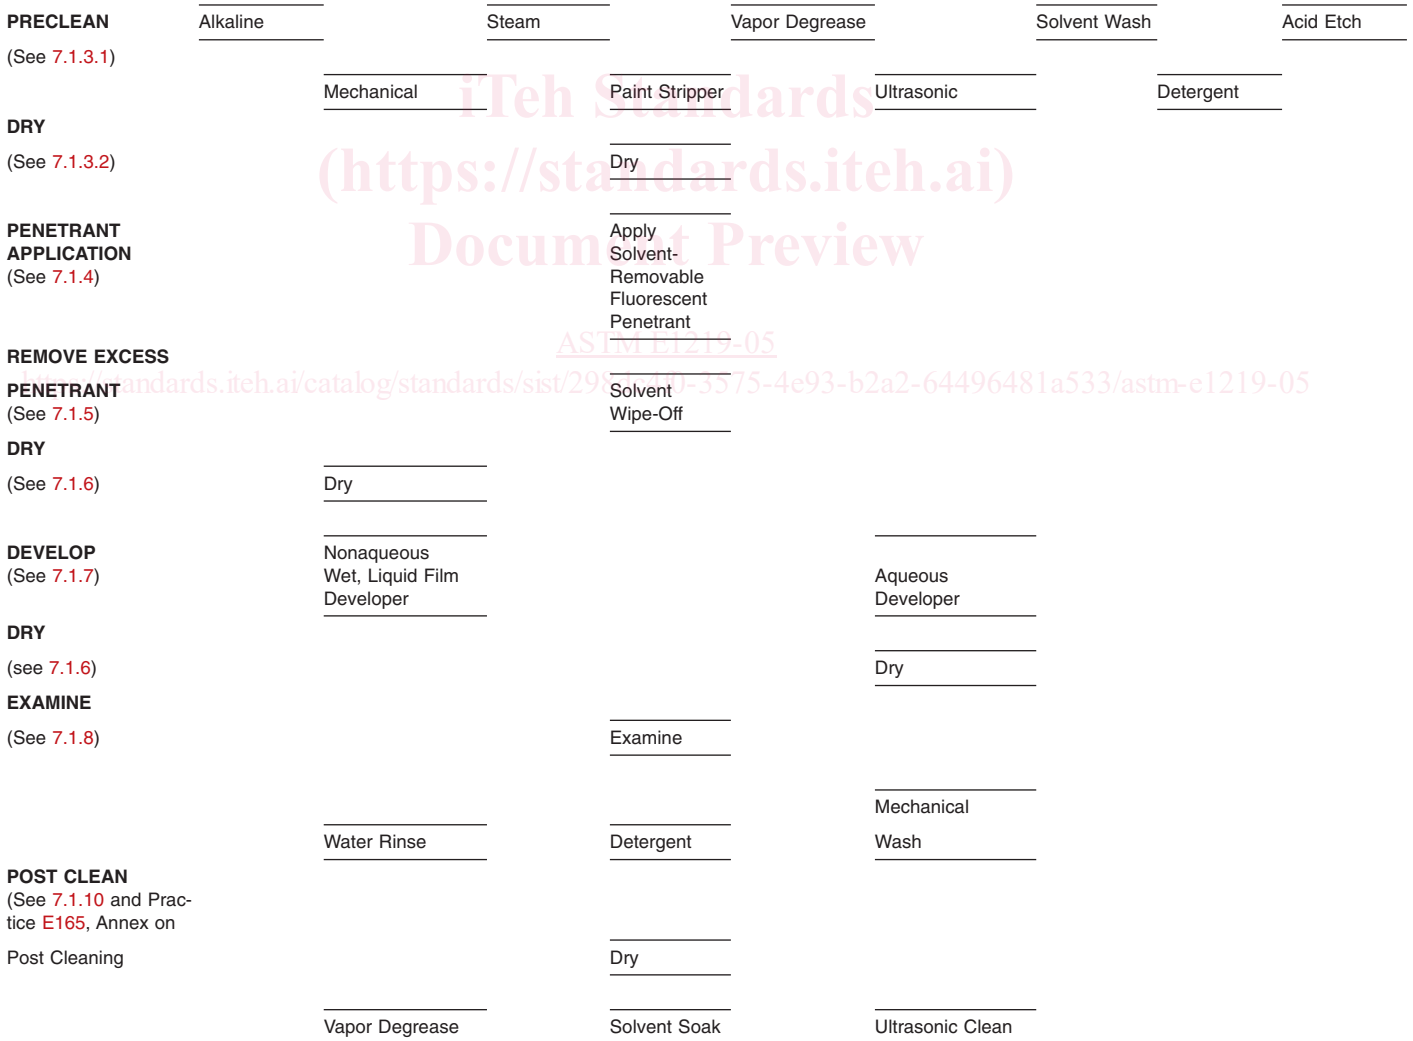 PRECLEAN Alkaline Steam Vapor Degrease Solvent Wash Acid Etch
(See 7.1.3.1)
iTeh Standards
Mechanical Paint Stripper Ultrasonic Detergent
DRY
(See 7.1.3.2) Dry
(https://standards.iteh.ai)
PENETRANT Apply
Document Preview
APPLICATION Solvent-
(See 7.1.4) Removable
Fluorescent
Penetrant
ASTM E1219-05
REMOVE EXCESS
PENETRANT Solvent
(See 7.1.5) Wipe-Off
DRY
(See 7.1.6) Dry
DEVELOP Nonaqueous
(See 7.1.7) Wet, Liquid Film Aqueous
Developer Developer
DRY
(see 7.1.6) Dry
EXAMINE
(See 7.1.8) Examine
Mechanical
Water Rinse Detergent Wash
POST CLEAN
(See 7.1.10 and Prac-
tice E165, Annex on
Post Cleaning Dry
Vapor Degrease Solvent Soak Ultrasonic Clean